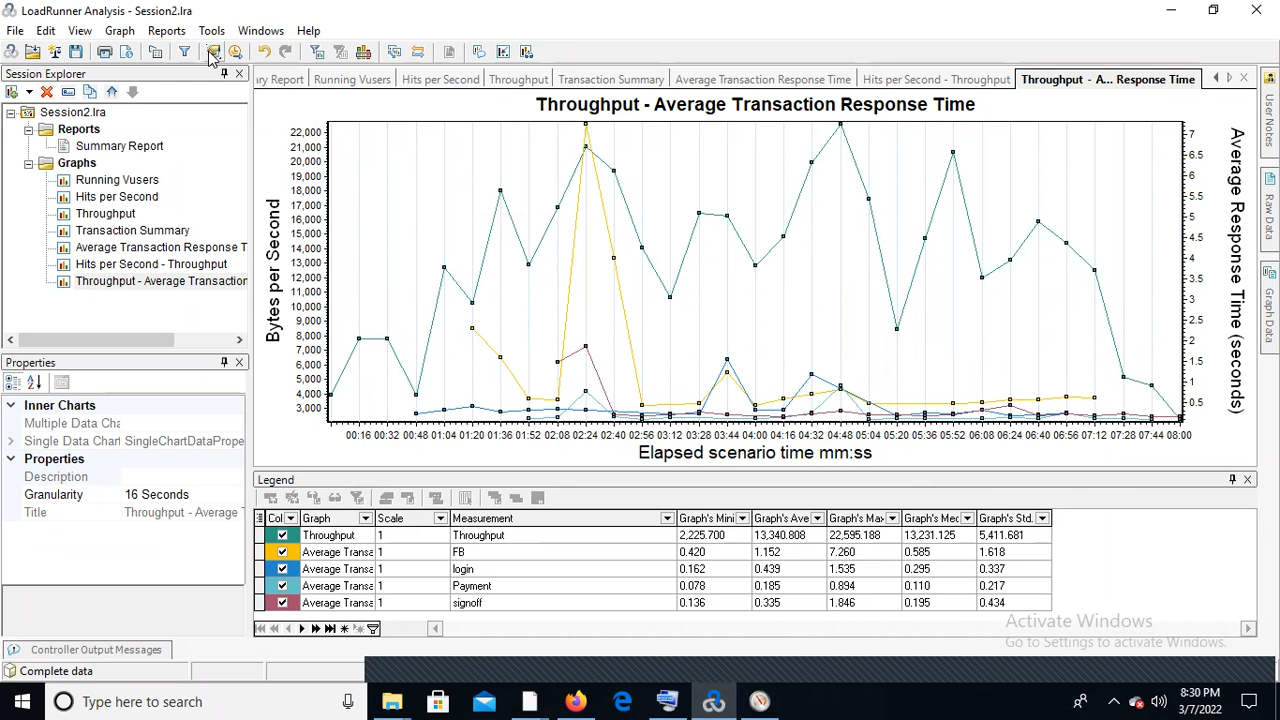 LoadRunner Analysis - Session2.lra
File Edit View Graph Reports Tools Windows Help
Session Explorer
Session2.lra
Reports
Summary Report
Graphs
Running Vusers
Hits per Second
Throughput
Transaction Summary
Average Transaction Response T
Hits per Second - Throughput
Throughput - Average Transaction
Properties
Inner Charts
Multiple Data Cha
Single Data Chart SingleChartDataPrope
Properties
Description
Granularity 16 Seconds
Title Throughput - Average T
Controller Output Messages
Complete data
ıry Report Running Vusers Hits per Second Throughput Transaction Summary Average Transaction Response Time Hits per Second - Throughput Throughput - A... Response Time
Throughput - Average Transaction Response Time
Bytes per Second
22,000
21,000
20,000
19,000
18,000
17,000
16,000
15,000
14,000
13,000
12,000
11,000
10,000
9,000
8,000
7,000
6,000
5,000
4,000
3,000
7
6.5
6
5.5
5
4.5
4
3.5
3
2.5
2
1.5
1
0.5
Average Response Time (seconds)
00:16 00:32 00:48 01:04 01:20 01:36 01:52 02:08 02:24 02:40 02:56 03:12 03:28 03:44 04:00 04:16 04:32 04:48 05:04 05:20 05:36 05:52 06:08 06:24 06:40 06:56 07:12 07:28 07:44 08:00
Elapsed scenario time mm:ss
User Notes
Raw Data
Graph Data
Legend
Col Graph Scale Measurement Graph's Mini Graph's Ave Graph's Max Graph's Med Graph's Std.
Throughput 1 Throughput 2,225.700 13,340.808 22,595.188 13,231.125 5,411.681
Average Transa 1 FB 0.420 1.152 7.260 0.585 1.618
Average Transa 1 login 0.162 0.439 1.535 0.295 0.337
Average Transa 1 Payment 0.078 0.185 0.894 0.110 0.217
Average Transa 1 signoff 0.136 0.335 1.846 0.195 0.434
Activate Windows
Go to Settings to activate Windows.
Type here to search
8:30 PM
3/7/2022